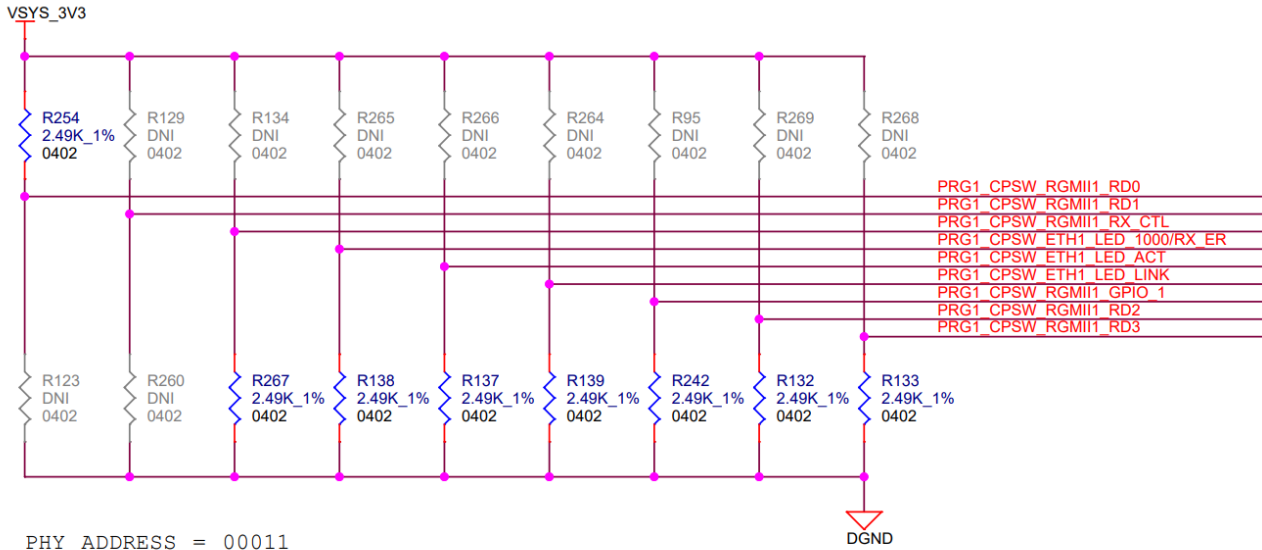 VSYS_3V3
R254
2.49K_1%
0402
R129
DNI
0402
R134
DNI
0402
R265
DNI
0402
R266
DNI
0402
R264
DNI
0402
R95
DNI
0402
R269
DNI
0402
R268
DNI
0402
PRG1_CPSW_RGMII1_RD0
PRG1_CPSW_RGMII1_RD1
PRG1_CPSW_RGMII1_RX_CTL
PRG1_CPSW_ETH1_LED_1000/RX_ER
PRG1_CPSW_ETH1_LED_ACT
PRG1_CPSW_ETH1_LED_LINK
PRG1_CPSW_RGMII1_GPIO_1
PRG1_CPSW_RGMII1_RD2
PRG1_CPSW_RGMII1_RD3
R123
DNI
0402
R260
DNI
0402
R267
2.49K_1%
0402
R138
2.49K_1%
0402
R137
2.49K_1%
0402
R139
2.49K_1%
0402
R242
2.49K_1%
0402
R132
2.49K_1%
0402
R133
2.49K_1%
0402
DGND
PHY ADDRESS = 00011